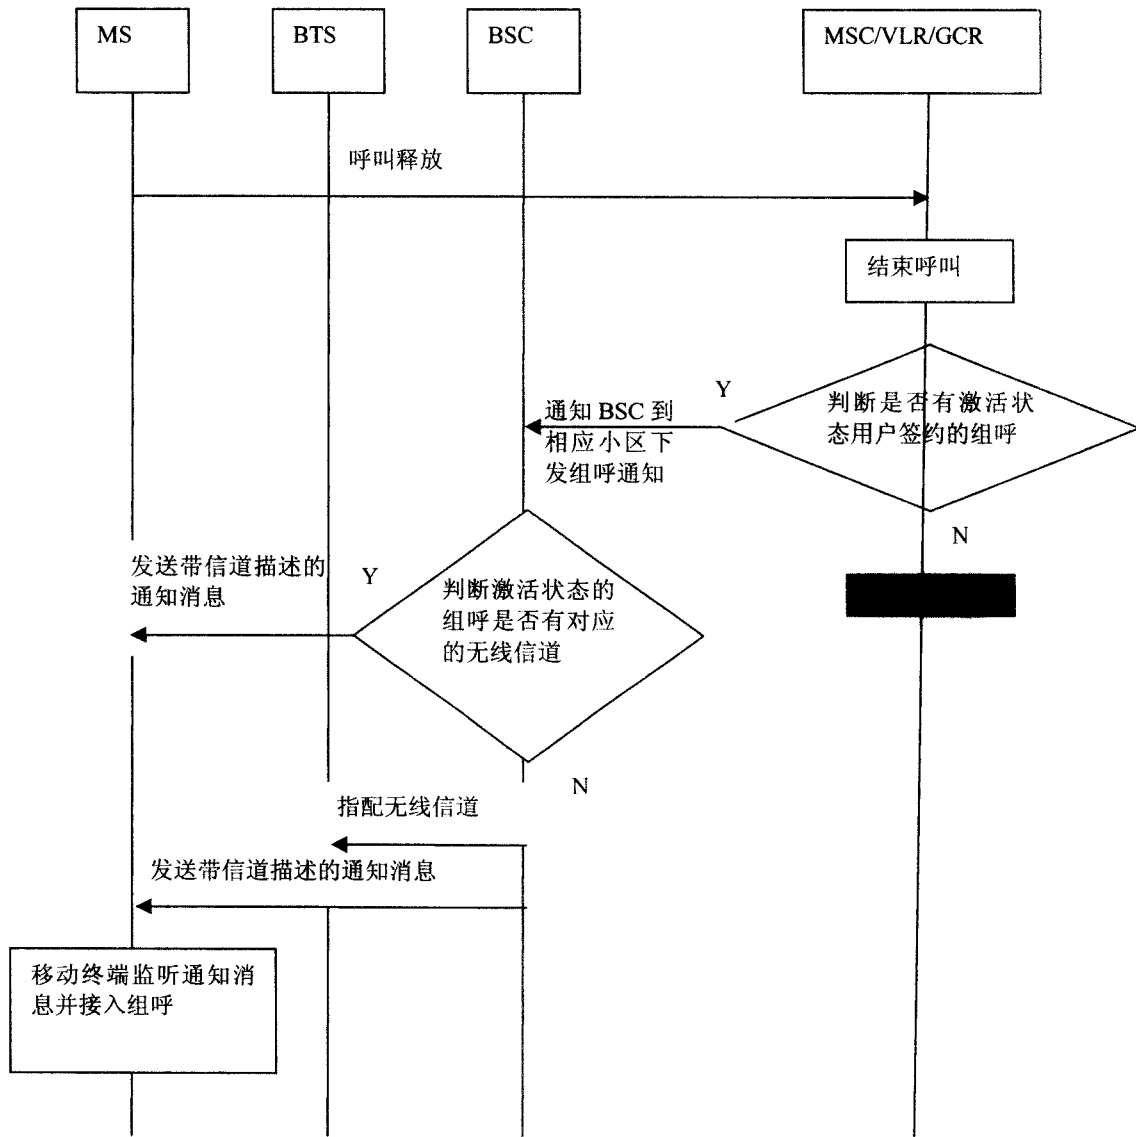 MS
BTS
BSC
MSC/VLR/GCR
呼叫释放
结束呼叫
Y
判断是否有激活状
态用户签约的组呼
通知 BSC 到
相应小区下
发组呼通知
N
发送带信道描述的
通知消息
Y
判断激活状态的
组呼是否有对应
的无线信道
N
指配无线信道
发送带信道描述的通知消息
移动终端监听通知消
息并接入组呼